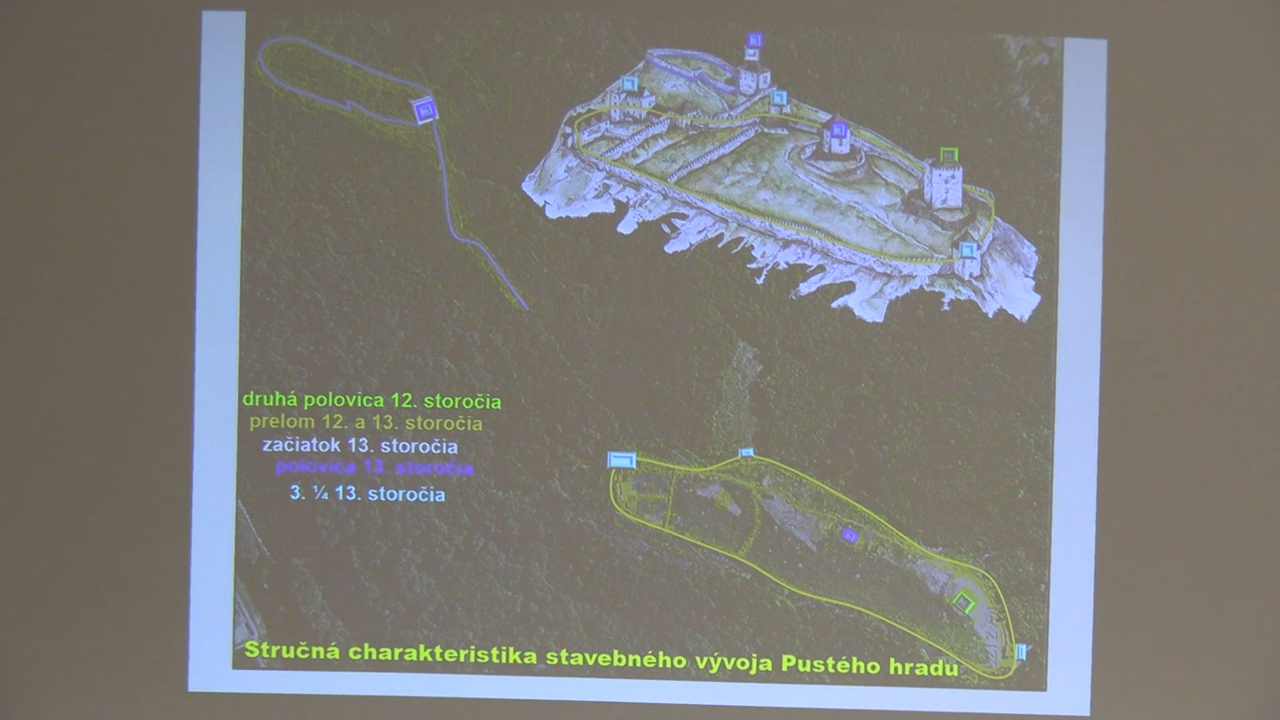 druhá polovica 12. storočia
prelom 12. a 13. storočia
začiatok 13. storočia
polovica 13. storočia
3. ¼ 13. storočia
Stručná charakteristika stavebného vývoja Pustého hradu